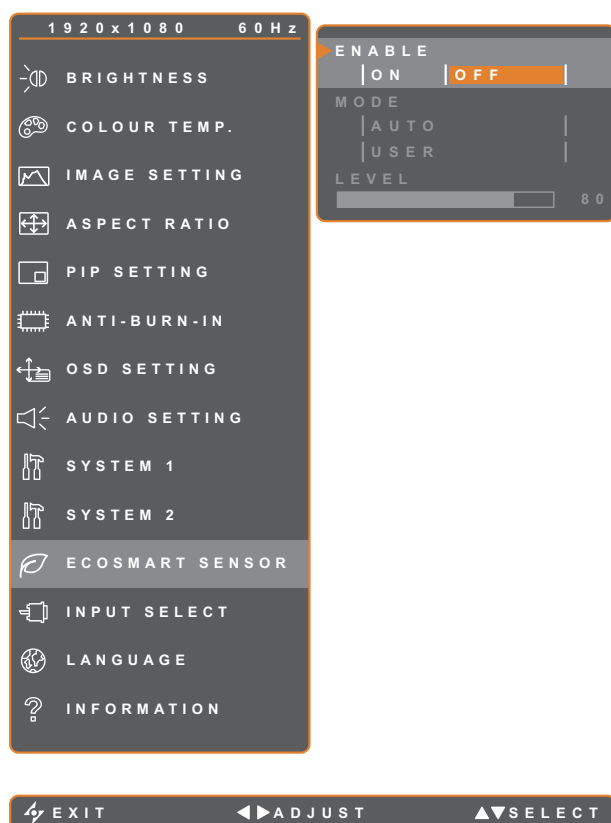 1920x1080 60Hz
BRIGHTNESS
COLOUR TEMP.
IMAGE SETTING
ASPECT RATIO
PIP SETTING
ANTI-BURN-IN
OSD SETTING
AUDIO SETTING
SYSTEM 1
SYSTEM 2
ECOSMART SENSOR
INPUT SELECT
LANGUAGE
INFORMATION
ENABLE
ON OFF
MODE
AUTO
USER
LEVEL
80
EXIT ADJUST SELECT